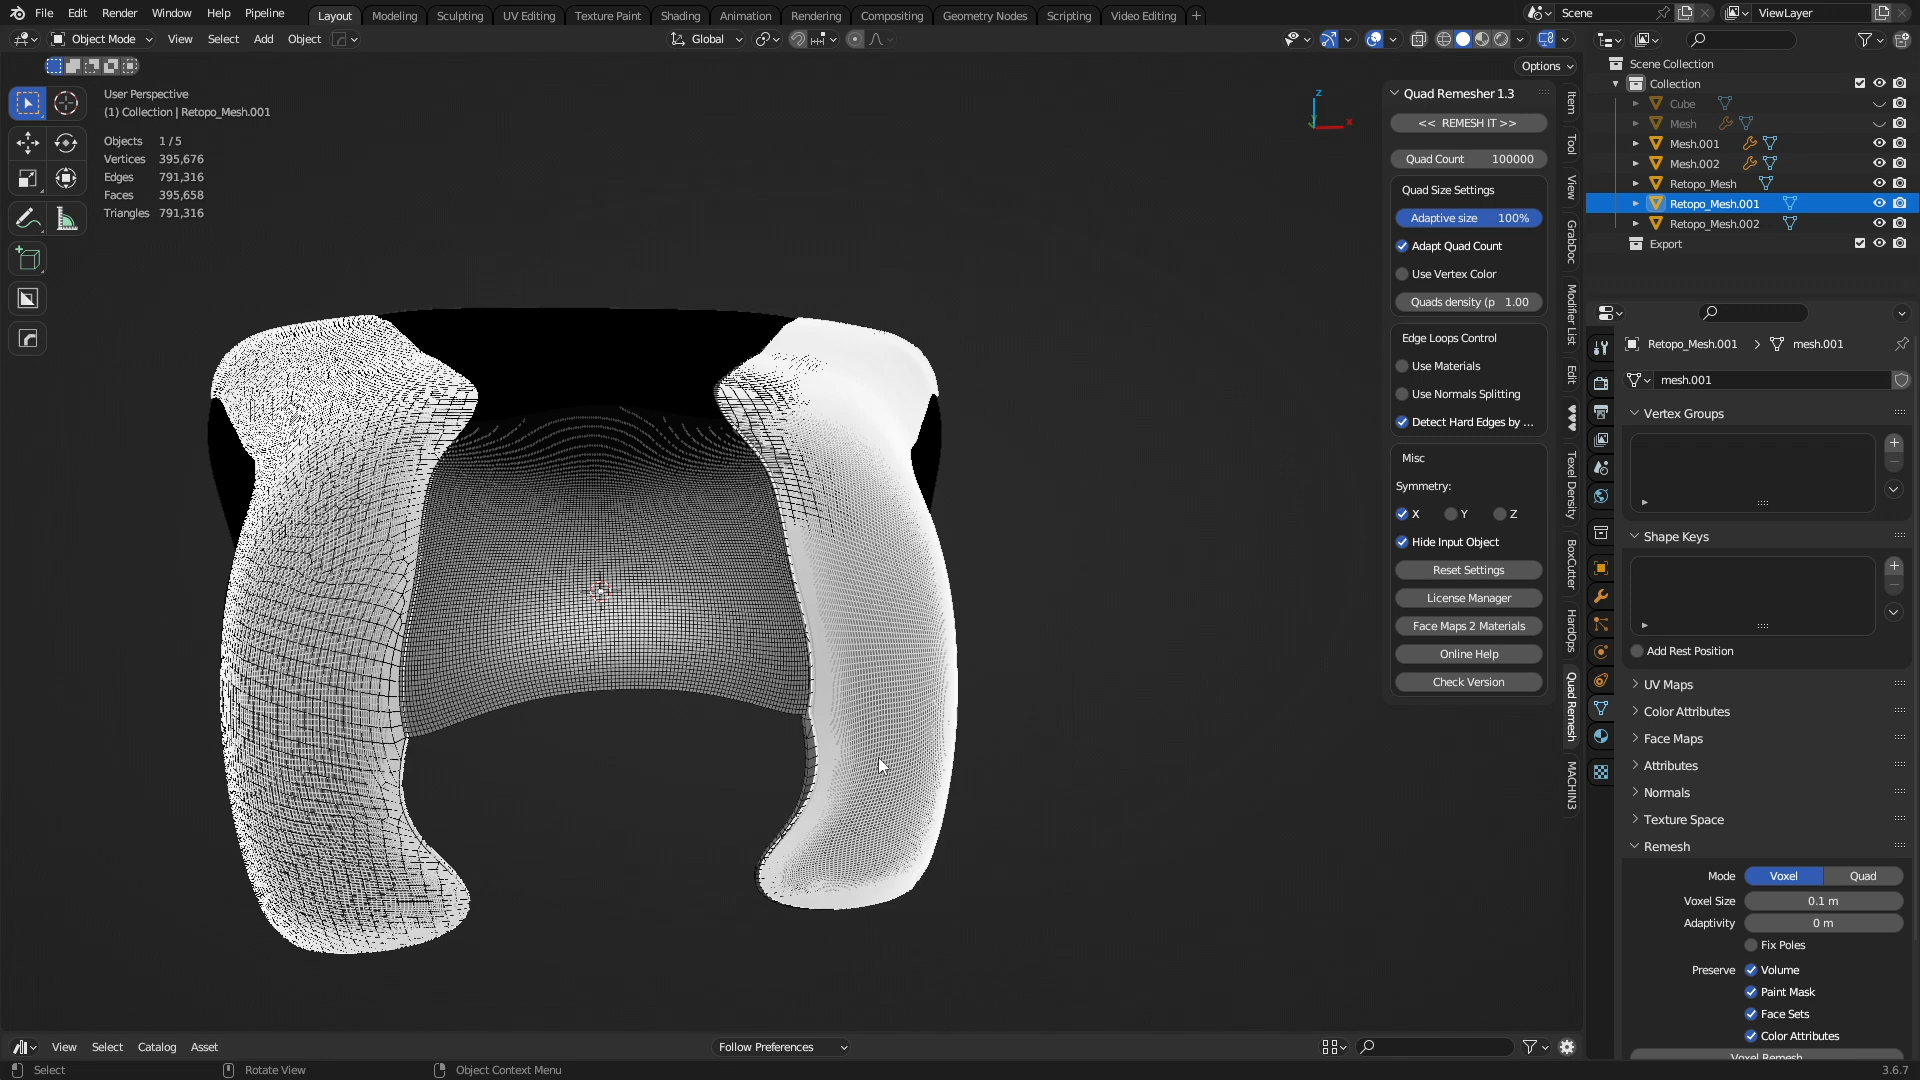 File Edit Render Window Help Pipeline
Layout Modeling Sculpting UV Editing Texture Paint Shading Animation Rendering Compositing Geometry Nodes Scripting Video Editing +
Scene
ViewLayer
Object Mode View Select Add Object
Global
Options
User Perspective
(1) Collection | Retopo_Mesh.001
Objects 1 / 5
Vertices 395,676
Edges 791,316
Faces 395,658
Triangles 791,316
Z
X
Quad Remesher 1.3
<< REMESH IT >>
Quad Count 100000
Quad Size Settings
Adaptive size 100%
Adapt Quad Count
Use Vertex Color
Quads density (p 1.00
Edge Loops Control
Use Materials
Use Normals Splitting
Detect Hard Edges by ...
Misc
Symmetry:
X Y Z
Hide Input Object
Reset Settings
License Manager
Face Maps 2 Materials
Online Help
Check Version
Item
Tool
View
GrabDoc
Modifier List
Edit
♥♥♥
Texel Density
BoxCutter
HardOps
Quad Remesh
MACHIN3
Scene Collection
Collection
Cube
Mesh
Mesh.001
Mesh.002
Retopo_Mesh
Retopo_Mesh.001
Retopo_Mesh.002
Export
Retopo_Mesh.001 > mesh.001
mesh.001
Vertex Groups
Shape Keys
Add Rest Position
UV Maps
Color Attributes
Face Maps
Attributes
Normals
Texture Space
Remesh
Mode Voxel Quad
Voxel Size 0.1 m
Adaptivity 0 m
Fix Poles
Preserve Volume
Paint Mask
Face Sets
Color Attributes
Voxel Remesh
View Select Catalog Asset
Follow Preferences
Select
Rotate View
Object Context Menu
3.6.7